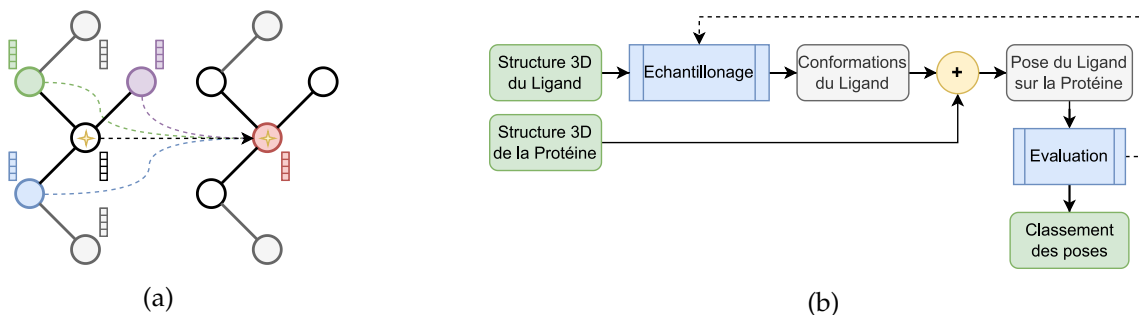 Structure 3D
du Ligand
Echantillonage
Conformations
du Ligand
+
Pose du Ligand
sur la Protéine
Structure 3D
de la Protéine
Evaluation
Classement
des poses
(a)
(b)